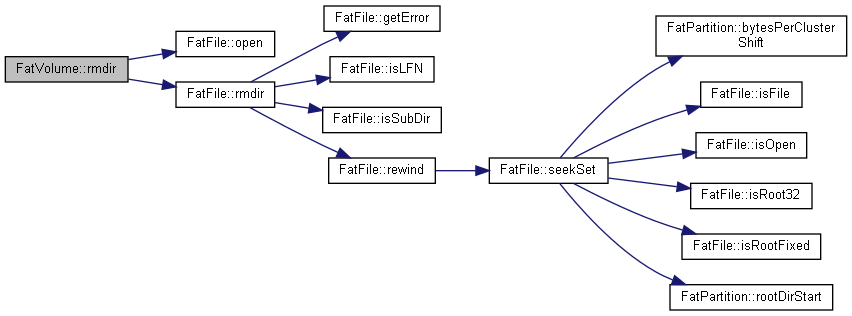 FatVolume::rmdir
FatFile::open
FatFile::rmdir
FatFile::getError
FatFile::isLFN
FatFile::isSubDir
FatFile::rewind
FatFile::seekSet
FatPartition::bytesPerCluster
Shift
FatFile::isFile
FatFile::isOpen
FatFile::isRoot32
FatFile::isRootFixed
FatPartition::rootDirStart